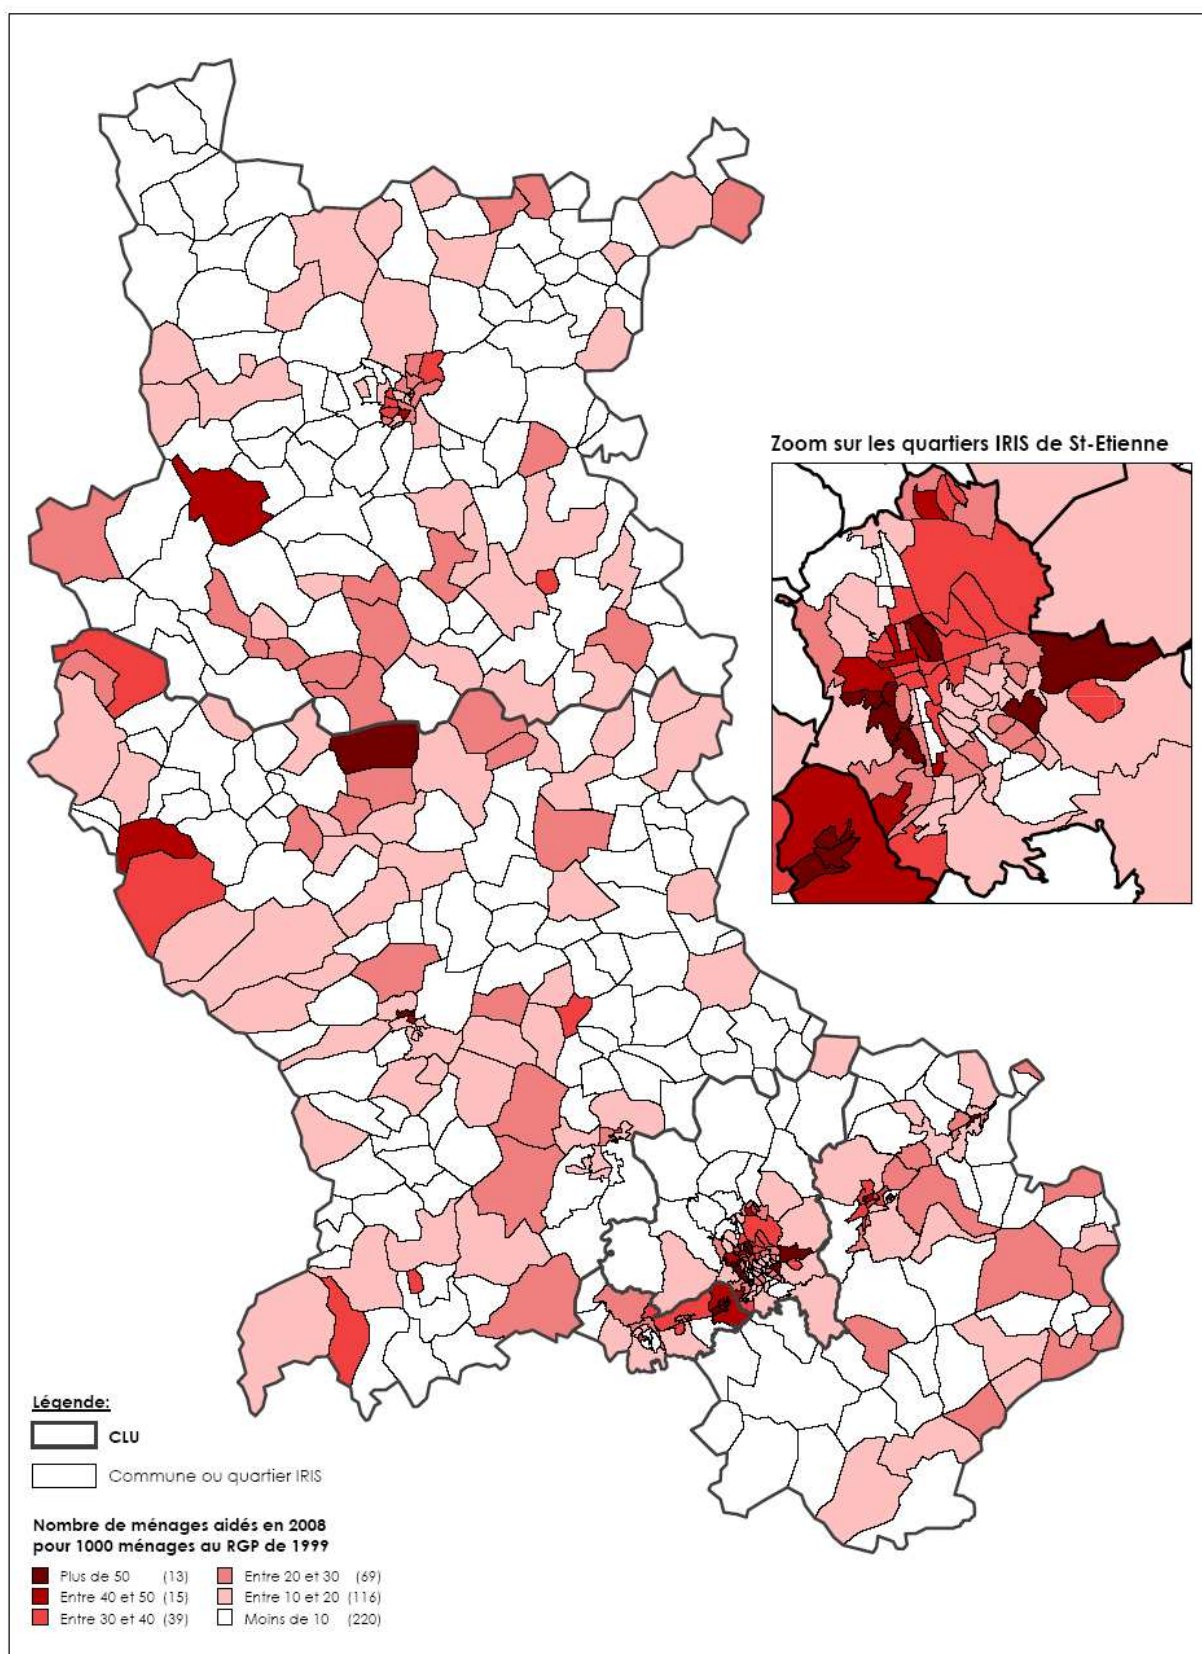 Zoom sur les quartiers IRIS de St-Etienne
Légende:
CLU
Commune ou quartier IRIS
Nombre de ménages aidés en 2008
pour 1000 ménages au RGP de 1999
Plus de 50 (13) Entre 20 et 30 (69)
Entre 40 et 50 (15) Entre 10 et 20 (116)
Entre 30 et 40 (39) Moins de 10 (220)